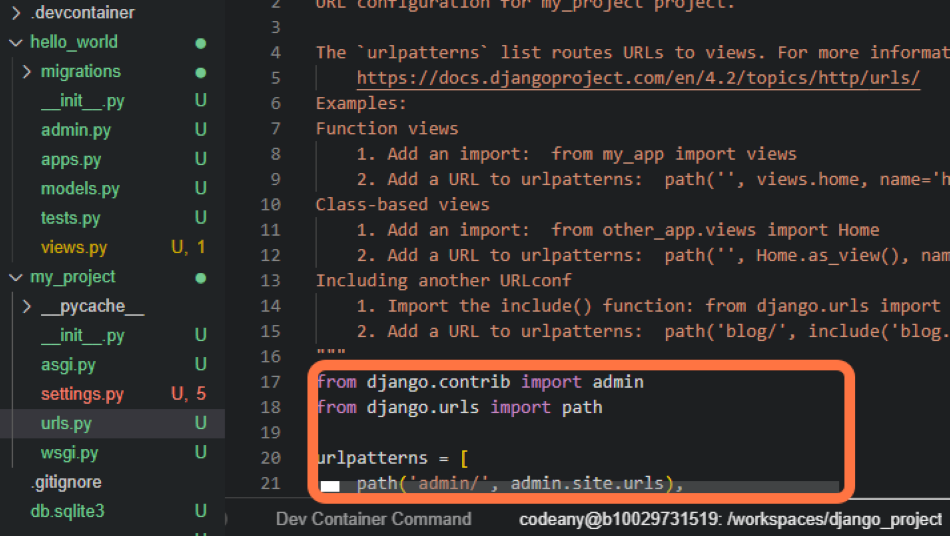 .devcontainer
hello_world
migrations
__init__.py U
admin.py U
apps.py U
models.py U
tests.py U
views.py U, 1
my_project
__pycache__
__init__.py U
asgi.py U
settings.py U, 5
urls.py U
wsgi.py U
.gitignore
db.sqlite3 U
2 URL configuration for my_project project.
3
4 The `urlpatterns` list routes URLs to views. For more informat
5 https://docs.djangoproject.com/en/4.2/topics/http/urls/
6 Examples:
7 Function views
8 1. Add an import:  from my_app import views
9 2. Add a URL to urlpatterns:  path('', views.home, name='h
10 Class-based views
11 1. Add an import:  from other_app.views import Home
12 2. Add a URL to urlpatterns:  path('', Home.as_view(), nam
13 Including another URLconf
14 1. Import the include() function: from django.urls import
15 2. Add a URL to urlpatterns:  path('blog/', include('blog.
16 """
17 from django.contrib import admin
18 from django.urls import path
19
20 urlpatterns = [
21 path('admin/', admin.site.urls),
Dev Container Command codeany@b10029731519: /workspaces/django_project